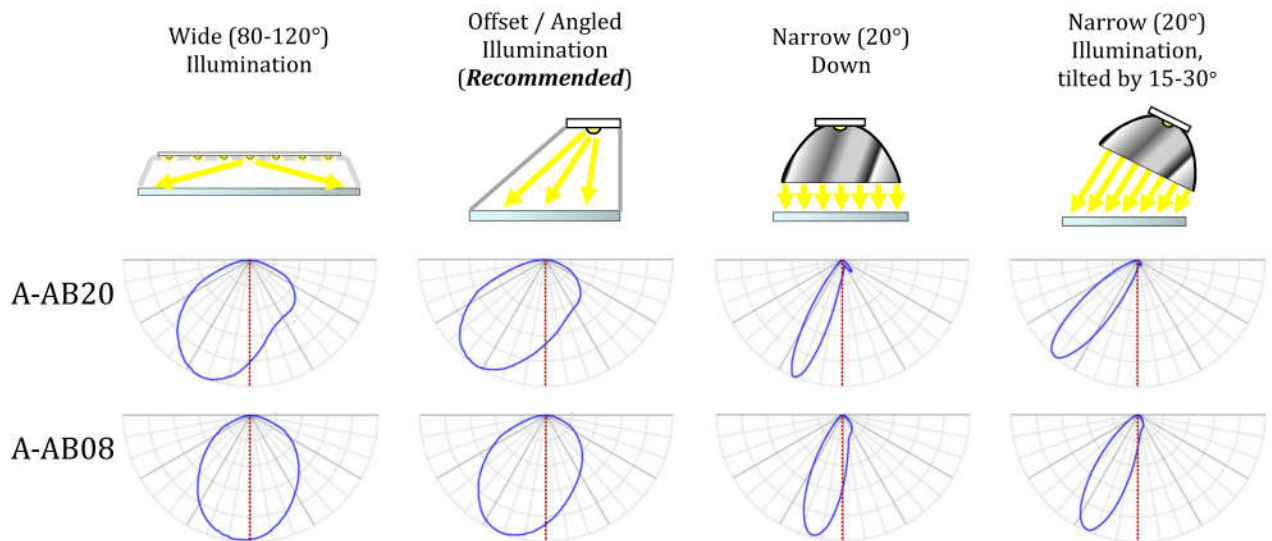 Wide (80-120°)
Illumination
Offset / Angled
Illumination
(Recommended)
Narrow (20°)
Down
Narrow (20°)
Illumination,
tilted by 15-30°
A-AB20
A-AB08